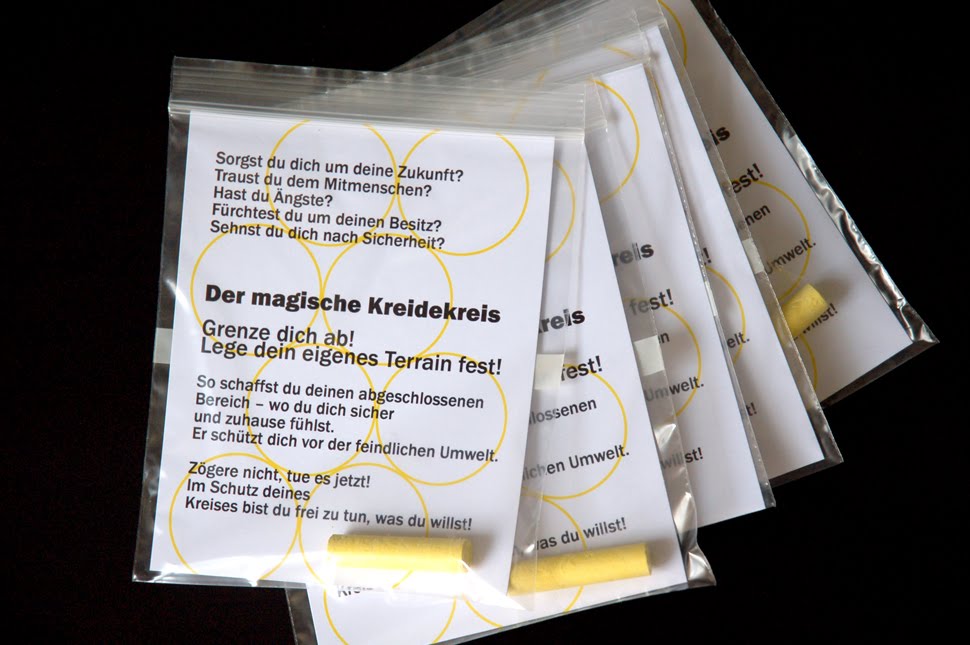 Sorgst du dich um deine Zukunft?
Traust du dem Mitmenschen?
Hast du Ängste?
Fürchtest du um deinen Besitz?
Sehnst du dich nach Sicherheit?
Der magische Kreidekreis
Grenze dich ab!
Lege dein eigenes Terrain fest!
So schaffst du deinen abgeschlossenen
Bereich – wo du dich sicher
und zuhause fühlst.
Er schützt dich vor der feindlichen Umwelt.
Zögere nicht, tue es jetzt!
Im Schutz deines
Kreises bist du frei zu tun, was du willst!
kreis
fest!
lossenen
ichen Umwelt.
was du willst!
reis
fest!
Umwelt.
willst!
is
est!
nen
Umwelt.
willst!